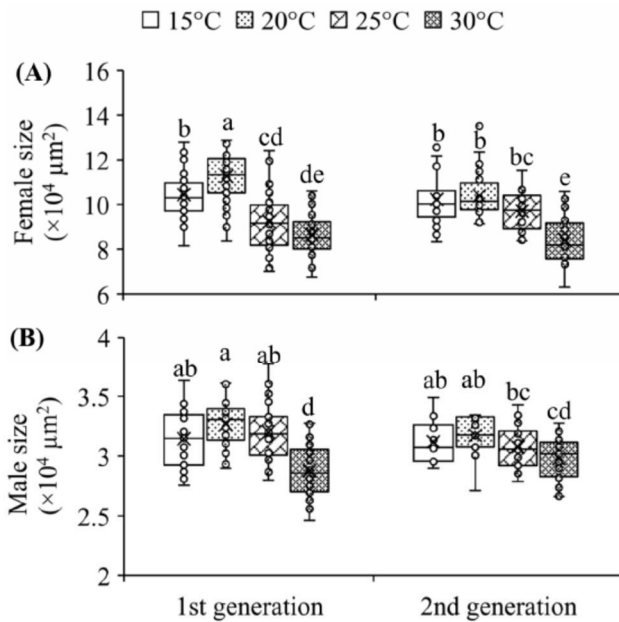 15°C 20°C 25°C 30°C
(A)
Female size
(×10⁴ µm²)
16
14
12
10
8
6
b a cd de b b bc e
(B)
Male size
(×10⁴ µm²)
4
3.5
3
2.5
2
ab a ab d ab ab bc cd
1st generation 2nd generation